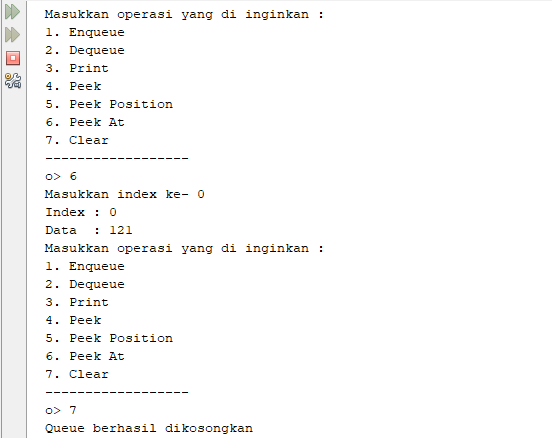 Masukkan operasi yang di inginkan :
1. Enqueue
2. Dequeue
3. Print
4. Peek
5. Peek Position
6. Peek At
7. Clear
------------------
o> 6
Masukkan index ke- 0
Index : 0
Data  : 121
Masukkan operasi yang di inginkan :
1. Enqueue
2. Dequeue
3. Print
4. Peek
5. Peek Position
6. Peek At
7. Clear
------------------
o> 7
Queue berhasil dikosongkan